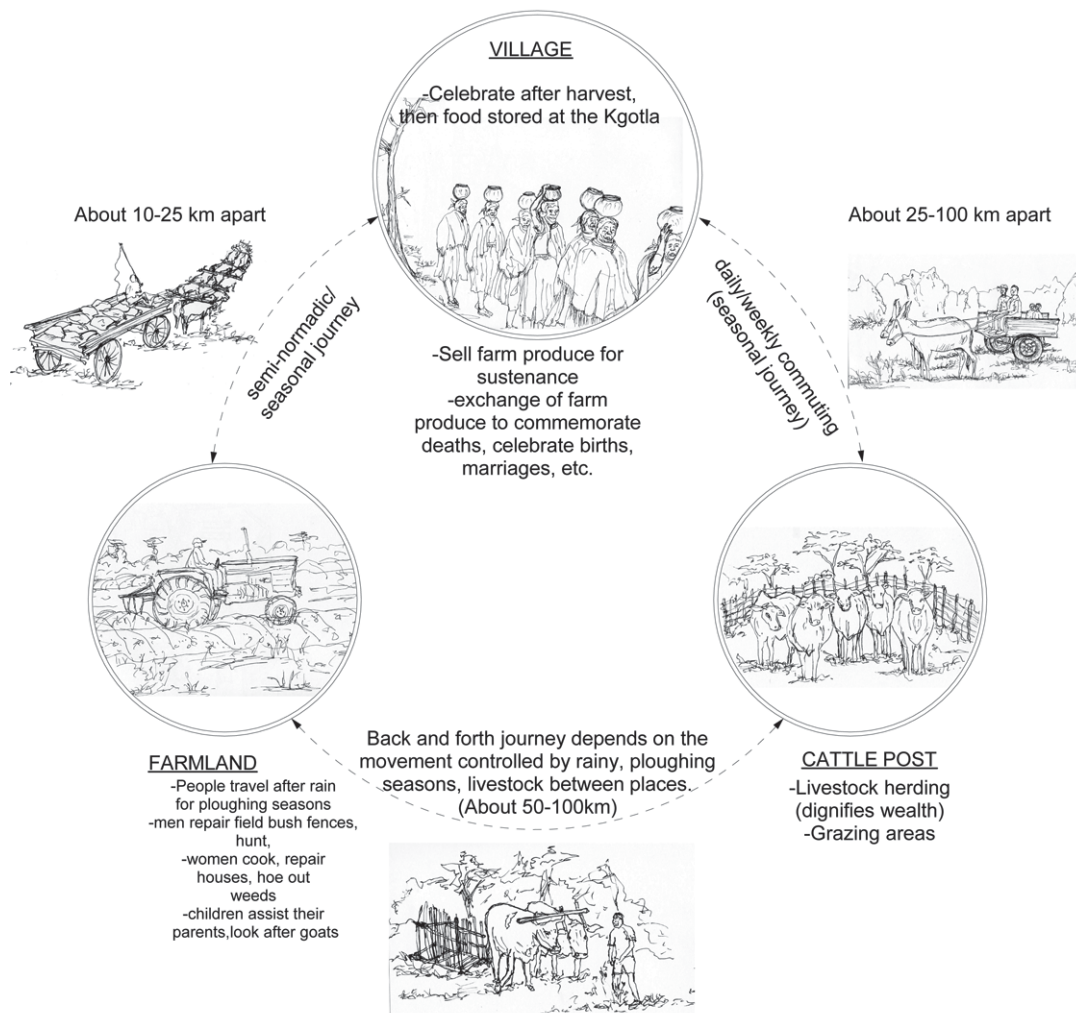 VILLAGE
-Celebrate after harvest,
then food stored at the Kgotla
About 10-25 km apart
About 25-100 km apart
semi-normadic/
seasonal journey
daily/weekly commuting
(seasonal journey)
-Sell farm produce for
sustenance
-exchange of farm
produce to commemorate
deaths, celebrate births,
marriages, etc.
Back and forth journey depends on the
movement controlled by rainy, ploughing
seasons, livestock between places.
(About 50-100km)
FARMLAND
-People travel after rain
for ploughing seasons
-men repair field bush fences,
hunt,
-women cook, repair
houses, hoe out
weeds
-children assist their
parents,look after goats
CATTLE POST
-Livestock herding
(dignifies wealth)
-Grazing areas